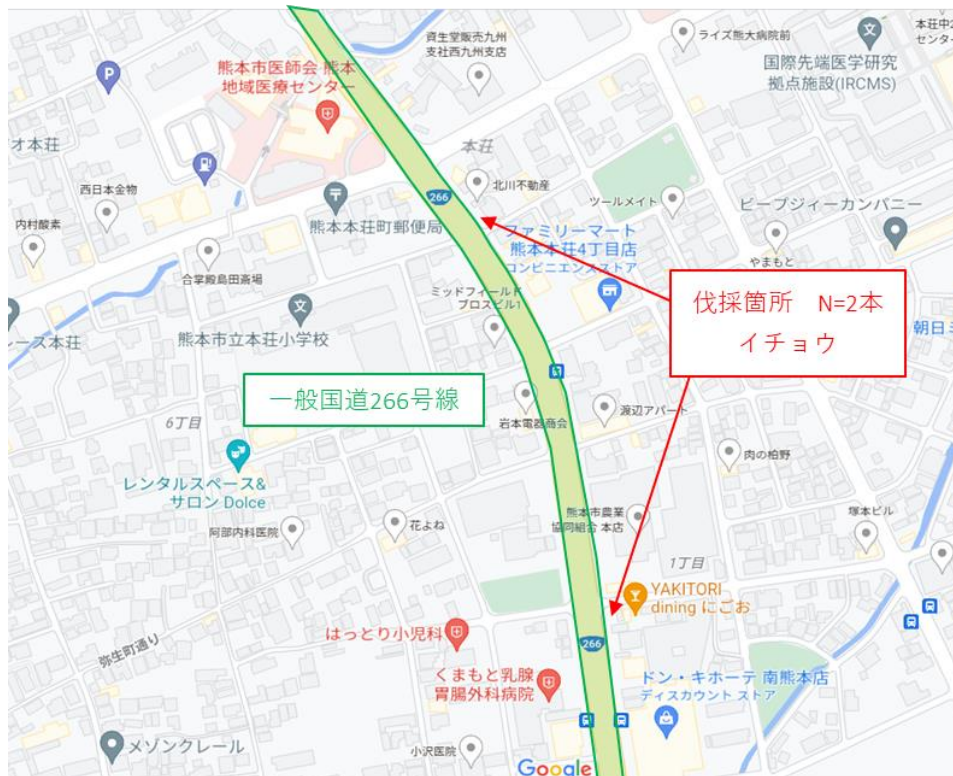 資生堂販売九州
支社西九州支店
ライズ熊大病院前
本荘中2
センター
国際先端医学研究
拠点施設(IRCMS)
熊本市医師会 熊本
地域医療センター
P
オ本荘
本荘
西日本金物
266
北川不動産
ツールメイト
熊本本荘町郵便局
ビーブジィーカンパニー
内村酸素
ファミリーマート
熊本本荘4丁目店
コンビニエンスストア
やまもと
合掌殿島田斎場
ミッドフィールド
ブロスビル1
伐採箇所 N=2本
イチョウ
レース本荘
熊本市立本荘小学校
朝日ミ
一般国道266号線
岩本電器商会
渡辺アパート
6丁目
肉の柏野
レンタルスペース&
サロン Dolce
阿部内科医院
花よね
熊本市農業
協同組合 本店
塚本ビル
1丁目
YAKITORI
dining にごお
はっとり小児科
弥生町通り
266
くまもと乳腺
胃腸外科病院
ドン・キホーテ 南熊本店
ディスカウント ストア
メゾンクレール
小沢医院
Google